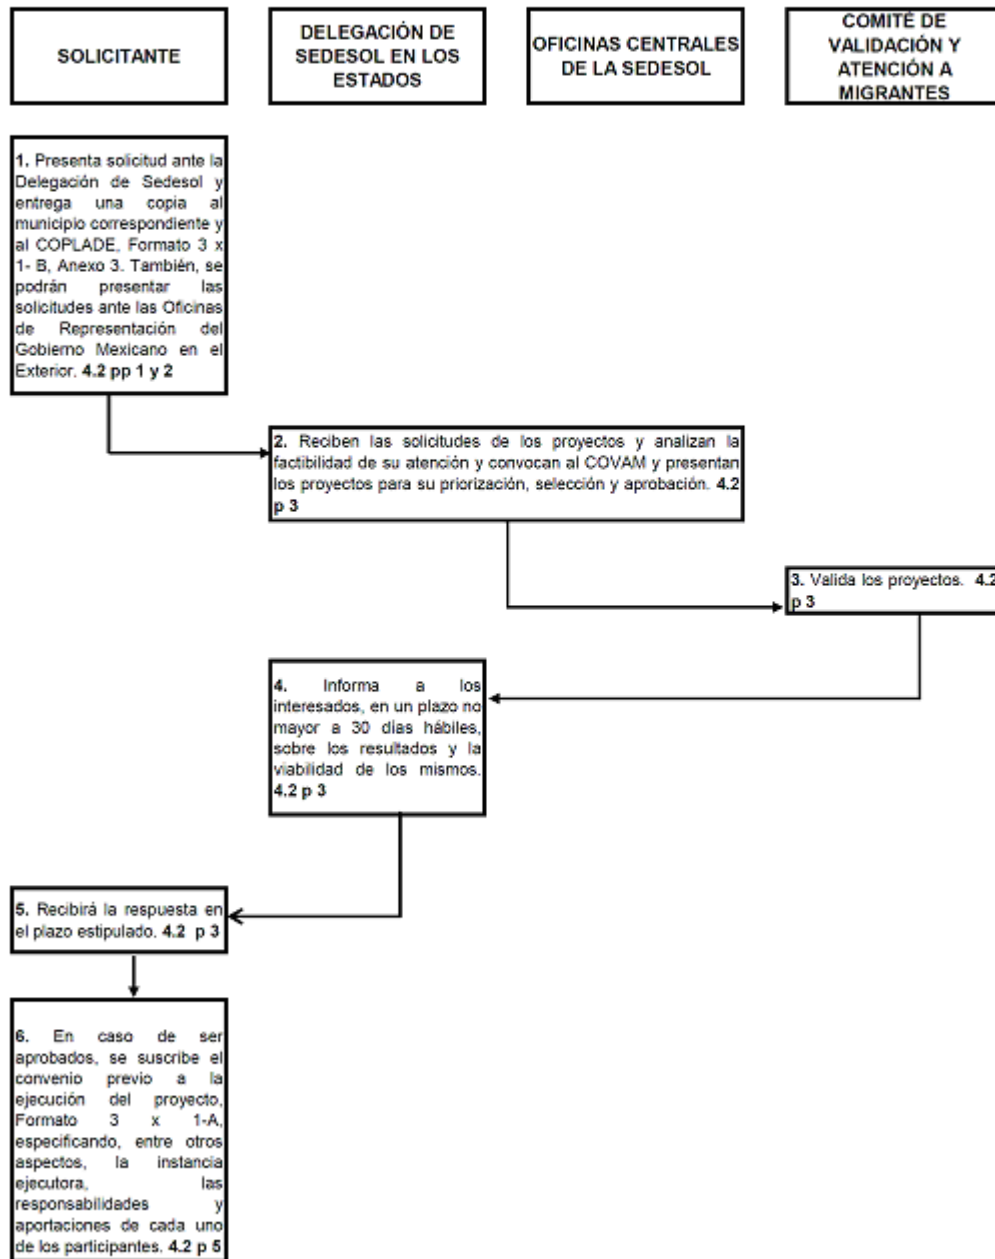 SOLICITANTE
DELEGACIÓN DE
SEDESOL EN LOS
ESTADOS
OFICINAS CENTRALES
DE LA SEDESOL
COMITÉ DE
VALIDACIÓN Y
ATENCIÓN A
MIGRANTES
1. Presenta solicitud ante la
Delegación de Sedesol y
entrega una copia al
municipio correspondiente y
al COPLADE, Formato 3 x
1- B, Anexo 3. También, se
podrán presentar las
solicitudes ante las Oficinas
de Representación del
Gobierno Mexicano en el
Exterior. 4.2 pp 1 y 2
2. Reciben las solicitudes de los proyectos y analizan la
factibilidad de su atención y convocan al COVAM y presentan
los proyectos para su priorización, selección y aprobación. 4.2
p 3
3. Valida los proyectos. 4.2
p 3
4. Informa a los
interesados, en un plazo no
mayor a 30 días hábiles,
sobre los resultados y la
viabilidad de los mismos.
4.2 p 3
5. Recibirá la respuesta en
el plazo estipulado. 4.2 p 3
6. En caso de ser
aprobados, se suscribe el
convenio previo a la
ejecución del proyecto,
Formato 3 x 1-A,
especificando, entre otros
aspectos, la instancia
ejecutora, las
responsabilidades y
aportaciones de cada uno
de los participantes. 4.2 p 5